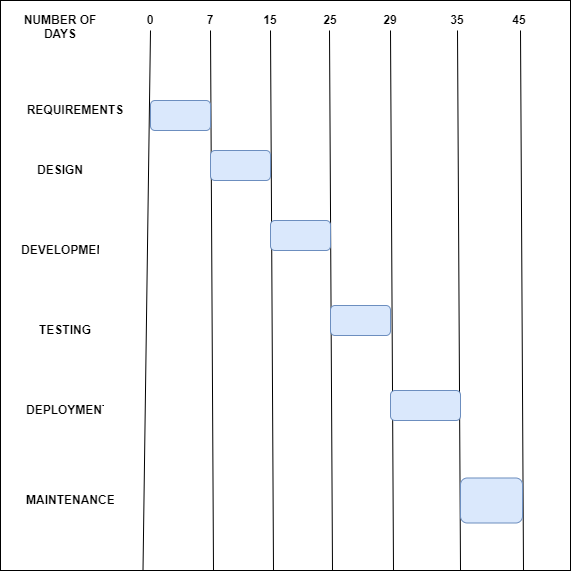 NUMBER OF 0 7 15 25 29 35 45
DAYS
REQUIREMENTS
DESIGN
DEVELOPMEI
TESTING
DEPLOYMEN
MAINTENANCE